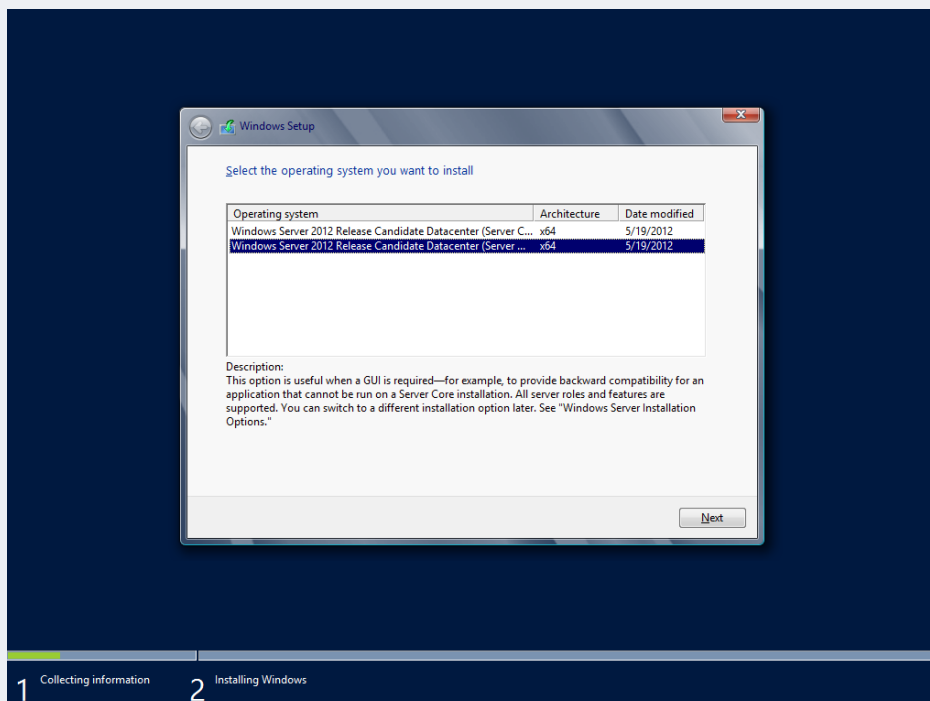 Windows Setup
Select the operating system you want to install
Operating system Architecture Date modified
Windows Server 2012 Release Candidate Datacenter (Server C... x64 5/19/2012
Windows Server 2012 Release Candidate Datacenter (Server ... x64 5/19/2012
Description:
This option is useful when a GUI is required—for example, to provide backward compatibility for an
application that cannot be run on a Server Core installation. All server roles and features are
supported. You can switch to a different installation option later. See "Windows Server Installation
Options."
Next
1 Collecting information 2 Installing Windows